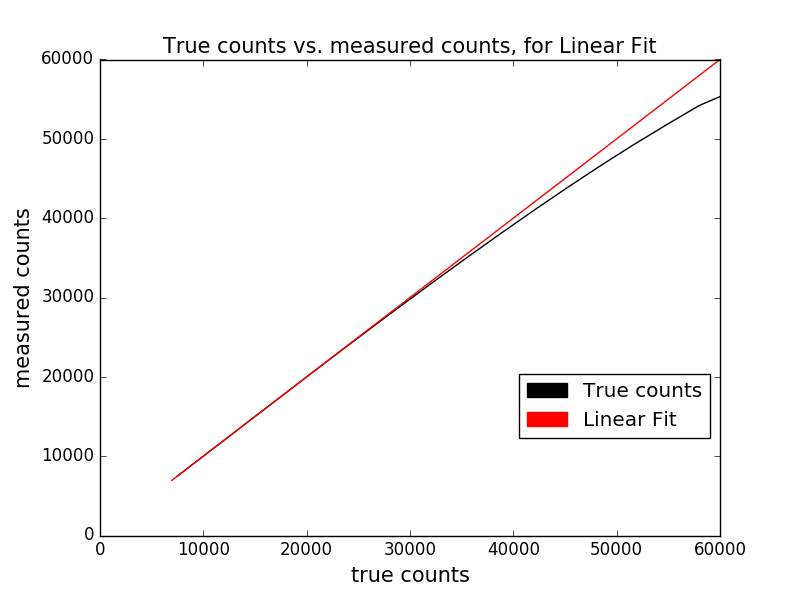 True counts vs. measured counts, for Linear Fit
60000
50000
40000
30000
20000
10000
0
measured counts
True counts
Linear Fit
0 10000 20000 30000 40000 50000 60000
true counts